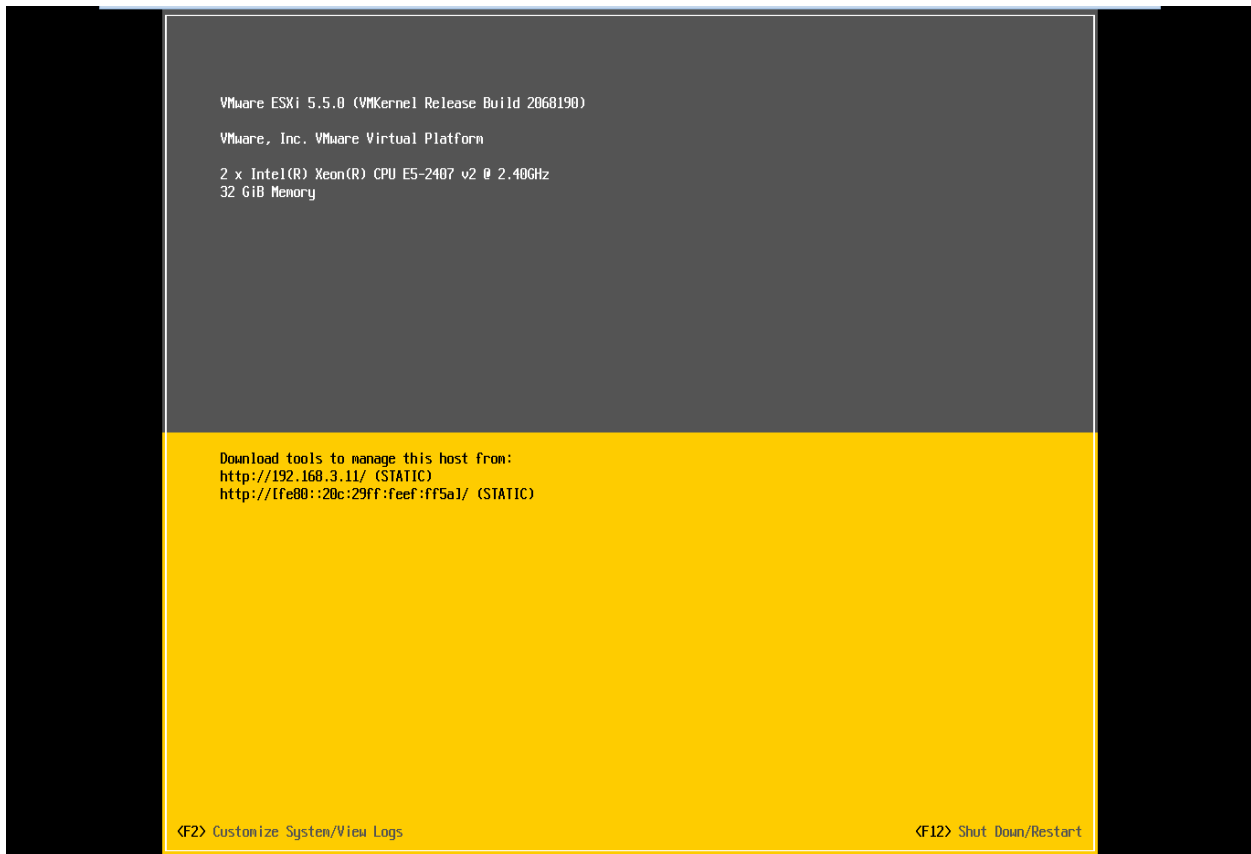 VMware ESXi 5.5.0 (VMKernel Release Build 2068190)
VMware, Inc. VMware Virtual Platform
2 x Intel(R) Xeon(R) CPU E5-2407 v2 @ 2.40GHz
32 GiB Memory
Download tools to manage this host from:
http://192.168.3.11/ (STATIC)
http://[fe80::20c:29ff:feef:ff5a]/ (STATIC)
<F2> Customize System/View Logs
<F12> Shut Down/Restart